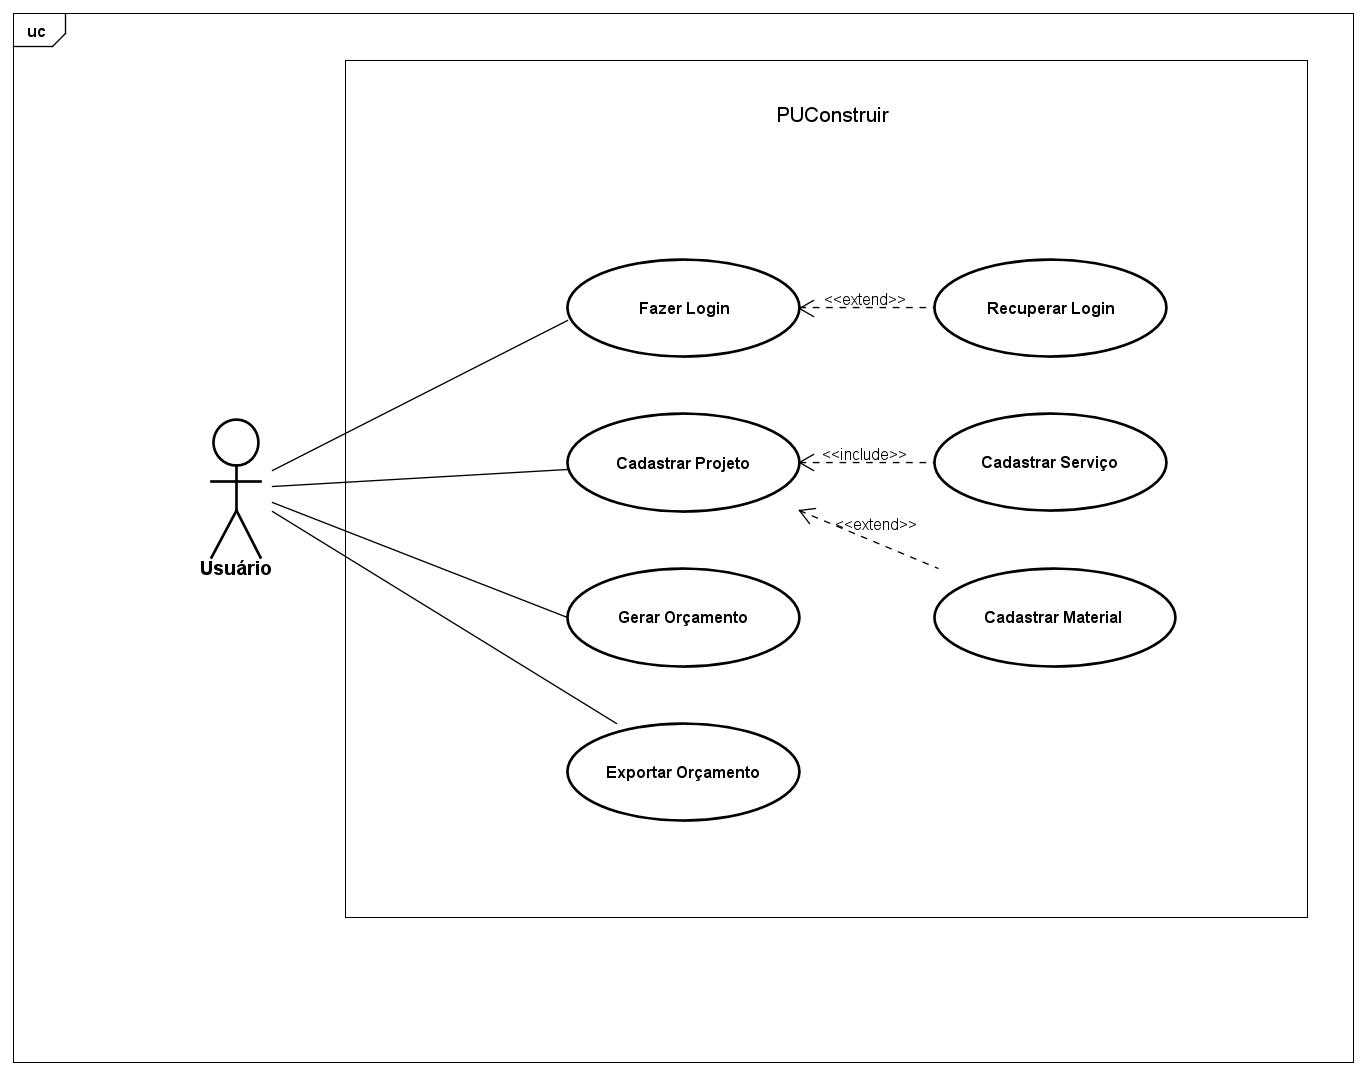 uc
PUConstruir
Fazer Login
<<extend>>
Recuperar Login
Cadastrar Projeto
<<include>>
Cadastrar Serviço
<<extend>>
Usuário
Gerar Orçamento
Cadastrar Material
Exportar Orçamento